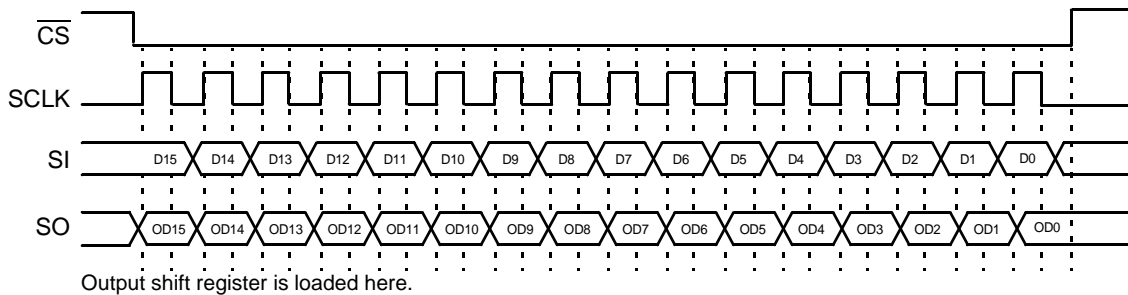 CS
SCLK
SI D15 D14 D13 D12 D11 D10 D9 D8 D7 D6 D5 D4 D3 D2 D1 D0
SO OD15 OD14 OD13 OD12 OD11 OD10 OD9 OD8 OD7 OD6 OD5 OD4 OD3 OD2 OD1 OD0
Output shift register is loaded here.